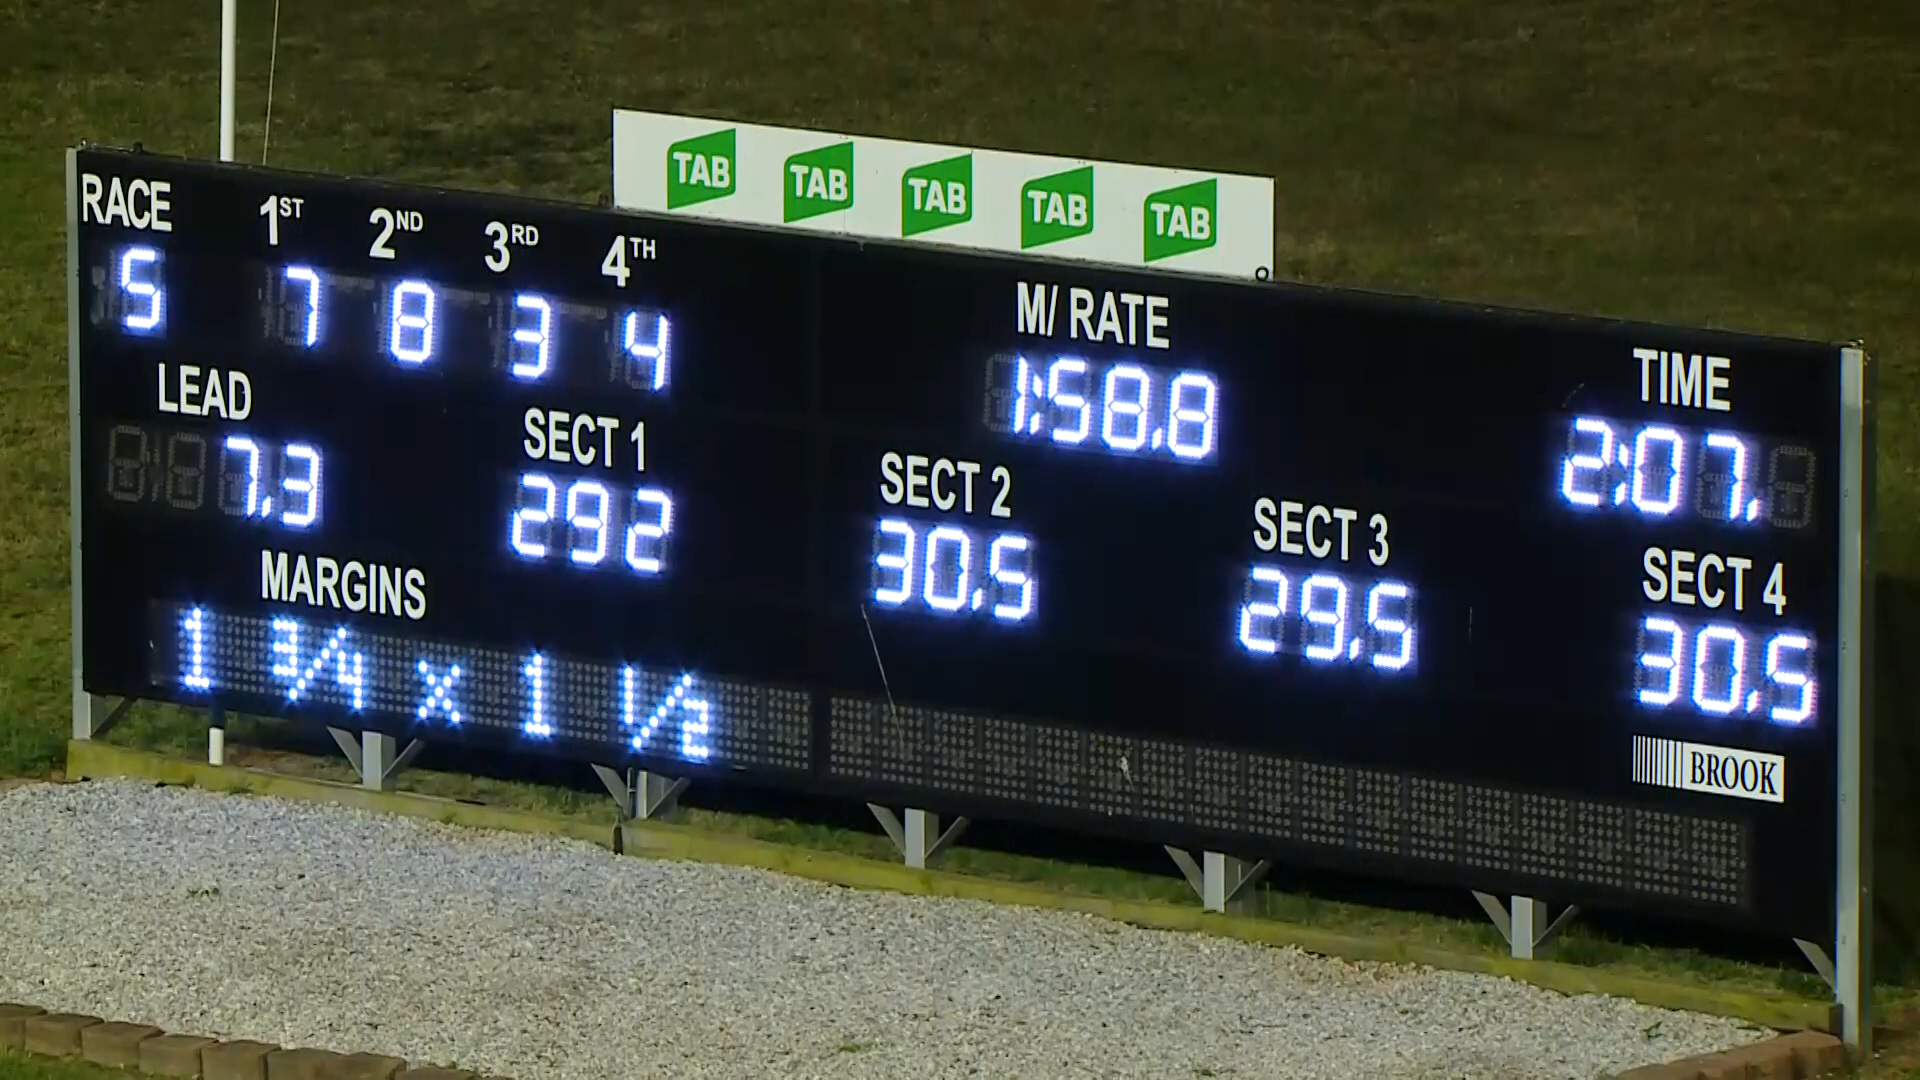 TAB TAB TAB TAB TAB
RACE 1ST 2ND 3RD 4TH
5 7 8 3 4
M/ RATE
1:58.8
TIME
2:07.
LEAD
7.3
SECT 1
292
SECT 2
30.5
SECT 3
29.5
SECT 4
30.5
MARGINS
1 3/4 x 1 1/2
BROOK